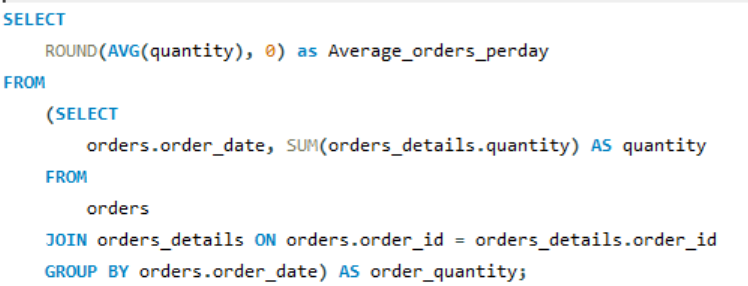 SELECT
ROUND(AVG(quantity), 0) as Average_orders_perday
FROM
(SELECT
orders.order_date, SUM(orders_details.quantity) AS quantity
FROM
orders
JOIN orders_details ON orders.order_id = orders_details.order_id
GROUP BY orders.order_date) AS order_quantity;